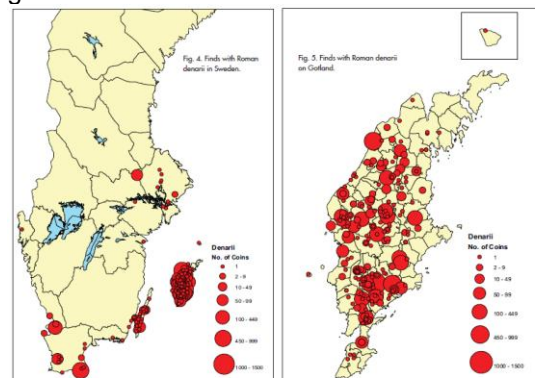 g
Fig. 4. Finds with Roman
denarii in Sweden.
Denarii
No. of Coins
1
2 - 9
10 - 49
50 - 99
100 - 449
450 - 999
1000 - 1500
Fig. 5. Finds with Roman denarii
on Gotland.
Denarii
No. of Coins
1
2 - 9
10 - 49
50 - 99
100 - 449
450 - 999
1000 - 1500